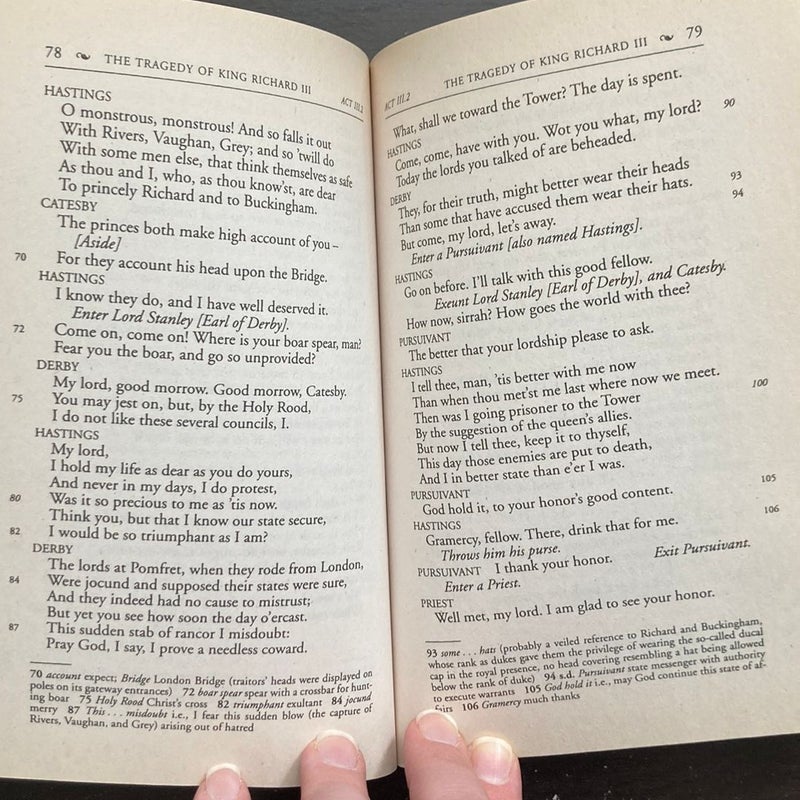 78 THE TRAGEDY OF KING RICHARD III
ACT III.2
HASTINGS
O monstrous, monstrous! And so falls it out
With Rivers, Vaughan, Grey; and so 'twill do
With some men else, that think themselves as safe
As thou and I, who, as thou know'st, are dear
To princely Richard and to Buckingham.
CATESBY
The princes both make high account of you –
[Aside]
70 For they account his head upon the Bridge.
HASTINGS
I know they do, and I have well deserved it.
Enter Lord Stanley [Earl of Derby].
72 Come on, come on! Where is your boar spear, man?
Fear you the boar, and go so unprovided?
DERBY
My lord, good morrow. Good morrow, Catesby.
75 You may jest on, but, by the Holy Rood,
I do not like these several councils, I.
HASTINGS
My lord,
I hold my life as dear as you do yours,
And never in my days, I do protest,
80 Was it so precious to me as 'tis now.
Think you, but that I know our state secure,
82 I would be so triumphant as I am?
DERBY
The lords at Pomfret, when they rode from London,
84 Were jocund and supposed their states were sure,
And they indeed had no cause to mistrust;
But yet you see how soon the day o'ercast.
87 This sudden stab of rancor I misdoubt:
Pray God, I say, I prove a needless coward.
70 account expect; Bridge London Bridge (traitors' heads were displayed on
poles on its gateway entrances) 72 boar spear spear with a crossbar for hunt-
ing boar 75 Holy Rood Christ's cross 82 triumphant exultant 84 jocund
merry 87 This . . . misdoubt i.e., I fear this sudden blow (the capture of
Rivers, Vaughan, and Grey) arising out of hatred
THE TRAGEDY OF KING RICHARD III 79
ACT III.2
What, shall we toward the Tower? The day is spent.
HASTINGS
Come, come, have with you. Wot you what, my lord? 90
Today the lords you talked of are beheaded.
DERBY
They, for their truth, might better wear their heads 93
Than some that have accused them wear their hats. 94
But come, my lord, let's away.
Enter a Pursuivant [also named Hastings].
HASTINGS
Go on before. I'll talk with this good fellow.
Exeunt Lord Stanley [Earl of Derby], and Catesby.
How now, sirrah? How goes the world with thee?
PURSUIVANT
The better that your lordship please to ask.
HASTINGS
I tell thee, man, 'tis better with me now
Than when thou met'st me last where now we meet. 100
Then was I going prisoner to the Tower
By the suggestion of the queen's allies.
But now I tell thee, keep it to thyself,
This day those enemies are put to death,
And I in better state than e'er I was.
PURSUIVANT
God hold it, to your honor's good content. 105
HASTINGS
Gramercy, fellow. There, drink that for me. 106
Throws him his purse.
PURSUIVANT I thank your honor. Exit Pursuivant.
Enter a Priest.
PRIEST
Well met, my lord. I am glad to see your honor.
93 some . . . hats (probably a veiled reference to Richard and Buckingham,
whose rank as dukes gave them the privilege of wearing the so-called ducal
cap in the royal presence, no head covering resembling a hat being allowed
below the rank of duke) 94 s.d. Pursuivant state messenger with authority
to execute warrants 105 God hold it i.e., may God continue this state of af-
fairs 106 Gramercy much thanks